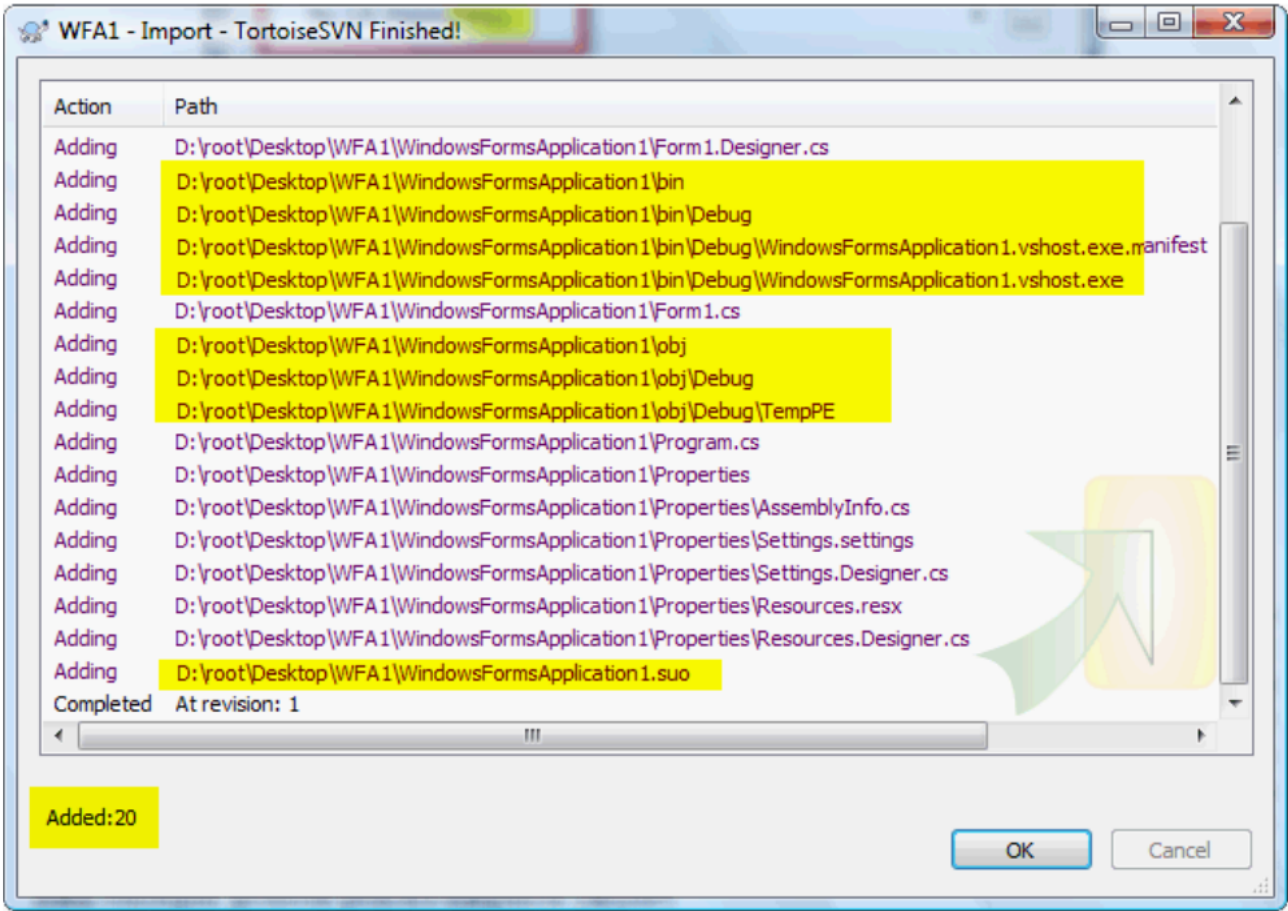 WFA1 - Import - TortoiseSVN Finished!
Action Path
Adding D:\root\Desktop\WFA1\WindowsFormsApplication1\Form1.Designer.cs
Adding D:\root\Desktop\WFA1\WindowsFormsApplication1\bin
Adding D:\root\Desktop\WFA1\WindowsFormsApplication1\bin\Debug
Adding D:\root\Desktop\WFA1\WindowsFormsApplication1\bin\Debug\WindowsFormsApplication1.vshost.exe.manifest
Adding D:\root\Desktop\WFA1\WindowsFormsApplication1\bin\Debug\WindowsFormsApplication1.vshost.exe
Adding D:\root\Desktop\WFA1\WindowsFormsApplication1\Form1.cs
Adding D:\root\Desktop\WFA1\WindowsFormsApplication1\obj
Adding D:\root\Desktop\WFA1\WindowsFormsApplication1\obj\Debug
Adding D:\root\Desktop\WFA1\WindowsFormsApplication1\obj\Debug\TempPE
Adding D:\root\Desktop\WFA1\WindowsFormsApplication1\Program.cs
Adding D:\root\Desktop\WFA1\WindowsFormsApplication1\Properties
Adding D:\root\Desktop\WFA1\WindowsFormsApplication1\Properties\AssemblyInfo.cs
Adding D:\root\Desktop\WFA1\WindowsFormsApplication1\Properties\Settings.settings
Adding D:\root\Desktop\WFA1\WindowsFormsApplication1\Properties\Settings.Designer.cs
Adding D:\root\Desktop\WFA1\WindowsFormsApplication1\Properties\Resources.resx
Adding D:\root\Desktop\WFA1\WindowsFormsApplication1\Properties\Resources.Designer.cs
Adding D:\root\Desktop\WFA1\WindowsFormsApplication1.suo
Completed At revision: 1
Added:20
OK Cancel